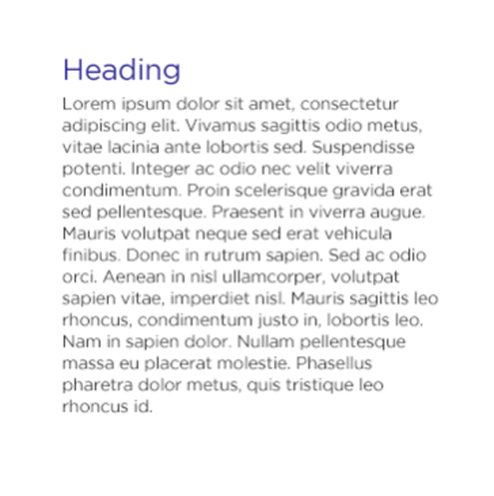 Heading
Lorem ipsum dolor sit amet, consectetur
adipiscing elit. Vivamus sagittis odio metus,
vitae lacinia ante lobortis sed. Suspendisse
potenti. Integer ac odio nec velit viverra
condimentum. Proin scelerisque gravida erat
sed pellentesque. Praesent in viverra augue.
Mauris volutpat neque sed erat vehicula
finibus. Donec in rutrum sapien. Sed ac odio
orci. Aenean in nisl ullamcorper, volutpat
sapien vitae, imperdiet nisl. Mauris sagittis leo
rhoncus, condimentum justo in, lobortis leo.
Nam in sapien dolor. Nullam pellentesque
massa eu placerat molestie. Phasellus
pharetra dolor metus, quis tristique leo
rhoncus id.